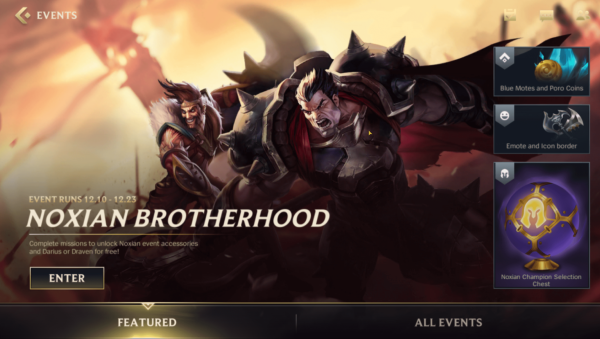 EVENTS
Blue Motes and Poro Coins
Emote and Icon border
EVENT RUNS 12.10 - 12.23
NOXIAN BROTHERHOOD
Complete missions to unlock Noxian event accessories
and Darius or Draven for free!
Noxian Champion Selection
Chest
ENTER
FEATURED
ALL EVENTS